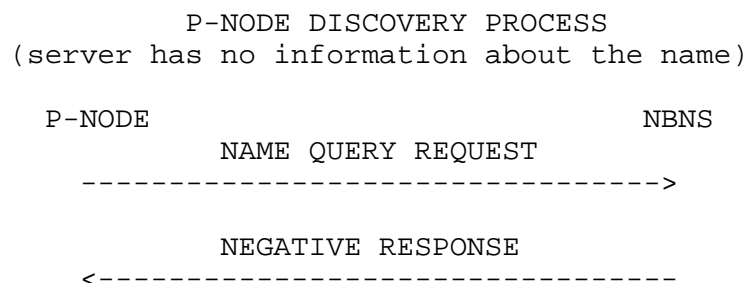 P-NODE DISCOVERY PROCESS
(server has no information about the name)
P-NODE NBNS
NAME QUERY REQUEST
--------------------------------->
NEGATIVE RESPONSE
<---------------------------------